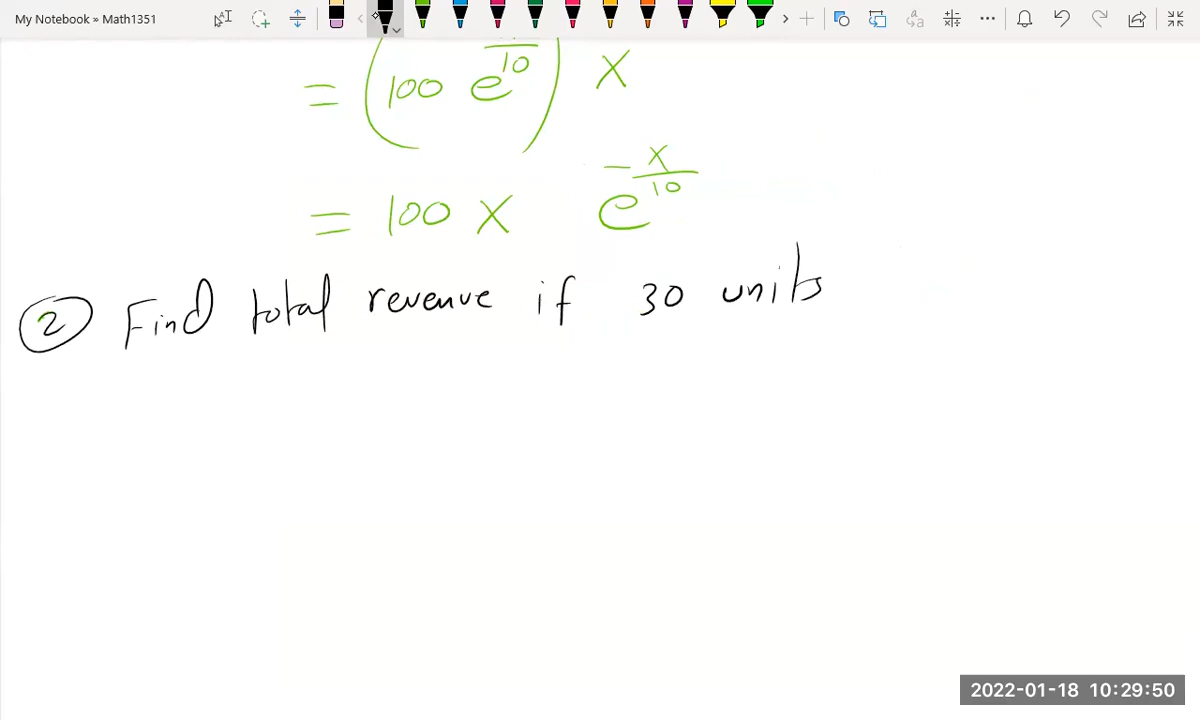 My Notebook » Math1351
= (100 e^{10}) x
= 100 x e^{-x/10}
② Find total revenue if 30 units
2022-01-18 10:29:50